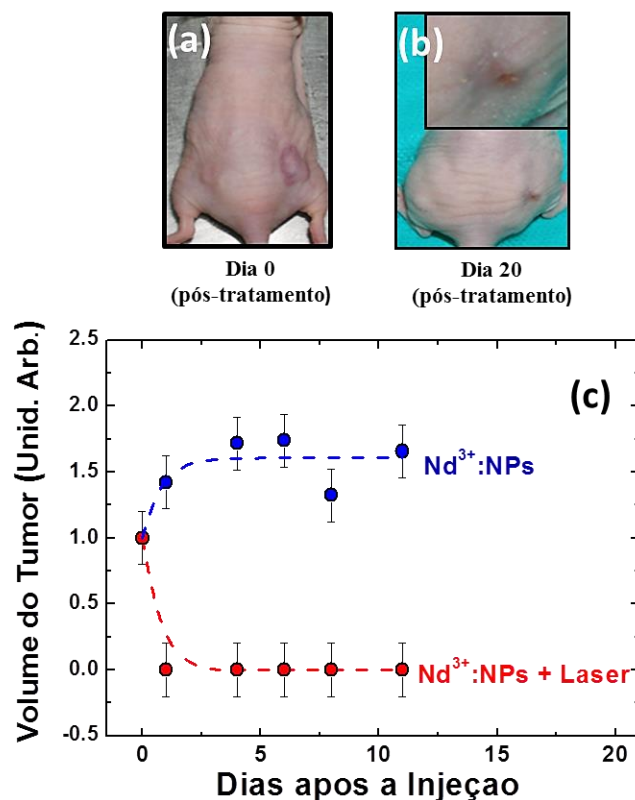 (a)
(b)
Dia 0
(pós-tratamento)
Dia 20
(pós-tratamento)
(c)
Volume do Tumor (Unid. Arb.)
2.5
2.0
1.5
1.0
0.5
0.0
-0.5
Nd³⁺:NPs
Nd³⁺:NPs + Laser
0
5
10
15
20
Dias apos a Injeçao